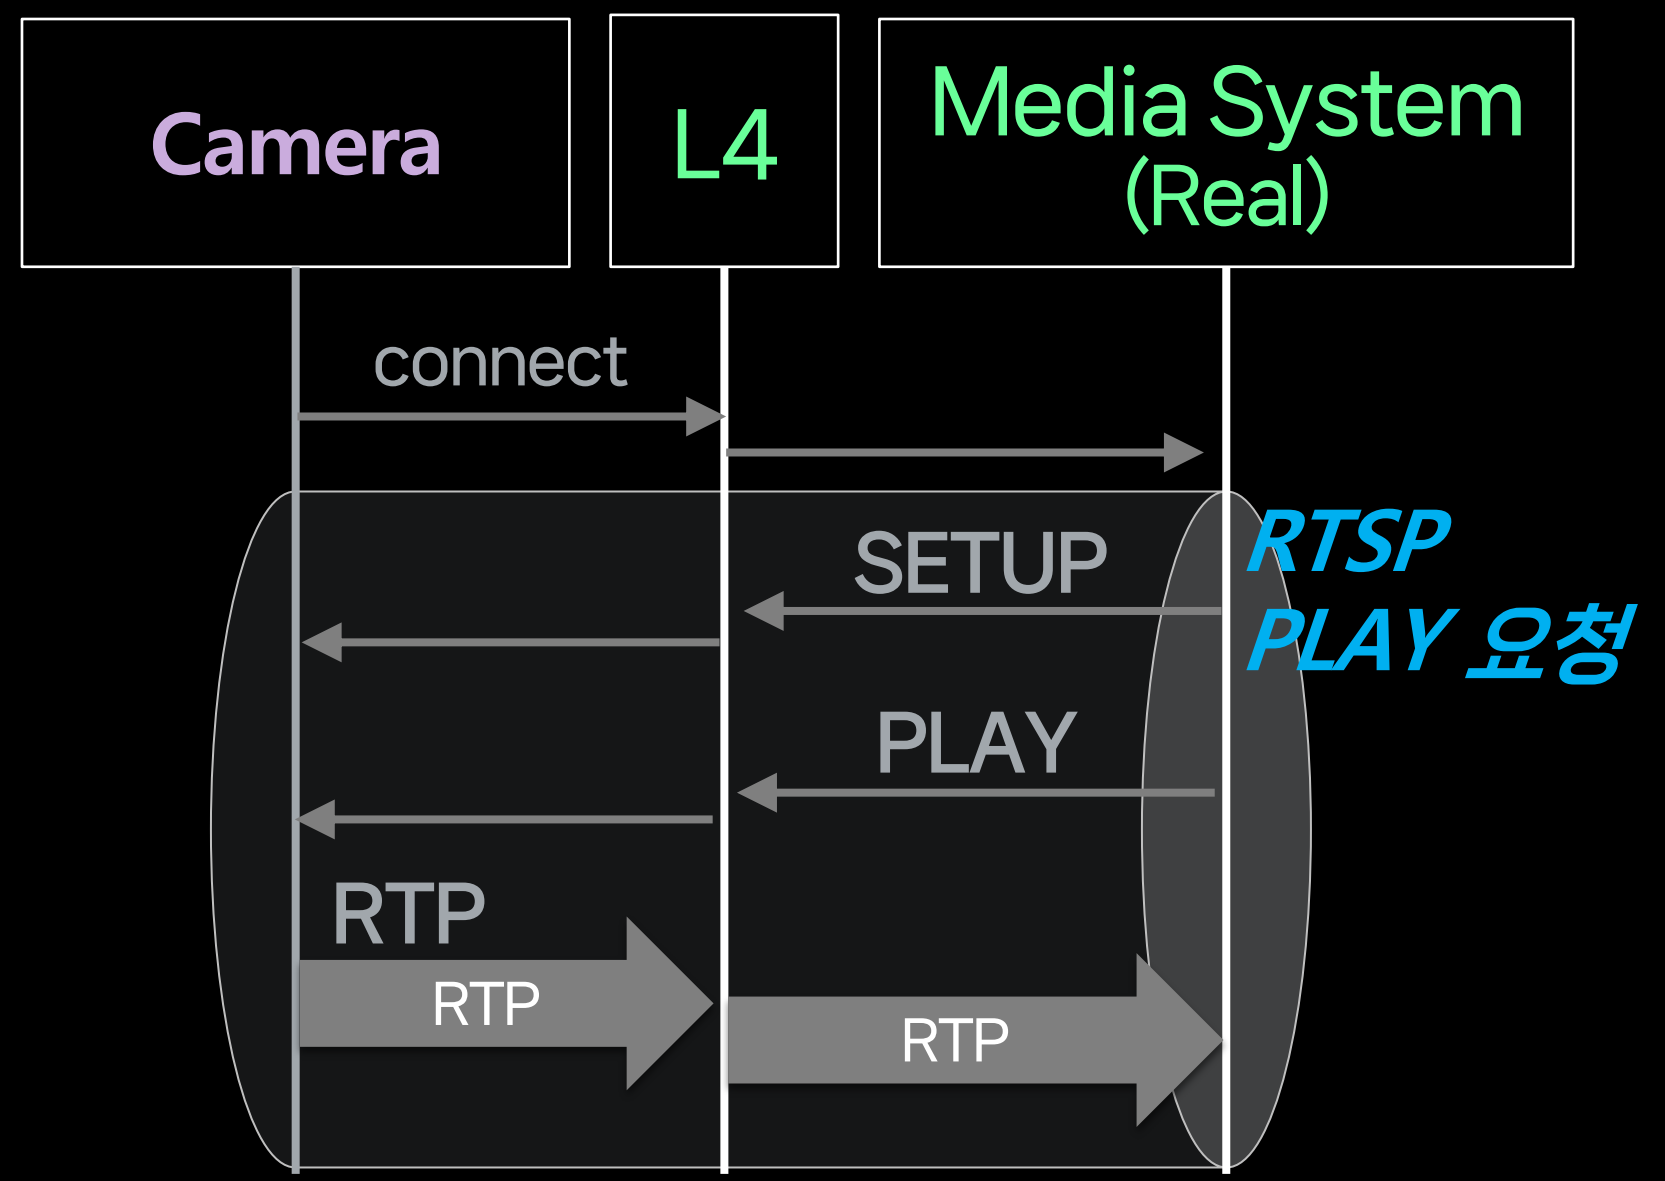 Camera
L4
Media System
(Real)
connect
SETUP
RTSP
PLAY 요청
PLAY
RTP
RTP
RTP